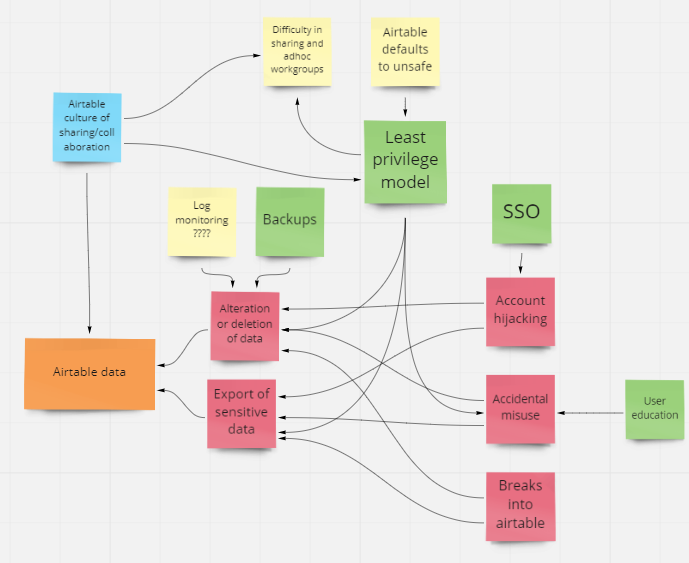 Difficulty in
sharing and
adhoc
workgroups
Airtable
defaults
to unsafe
Airtable
culture of
sharing/coll
aboration
Least
privilege
model
Log
monitoring
????
Backups
SSO
Alteration
or deletion
of data
Account
hijacking
Airtable data
Export of
sensitive
data
Accidental
misuse
User
education
Breaks
into
airtable